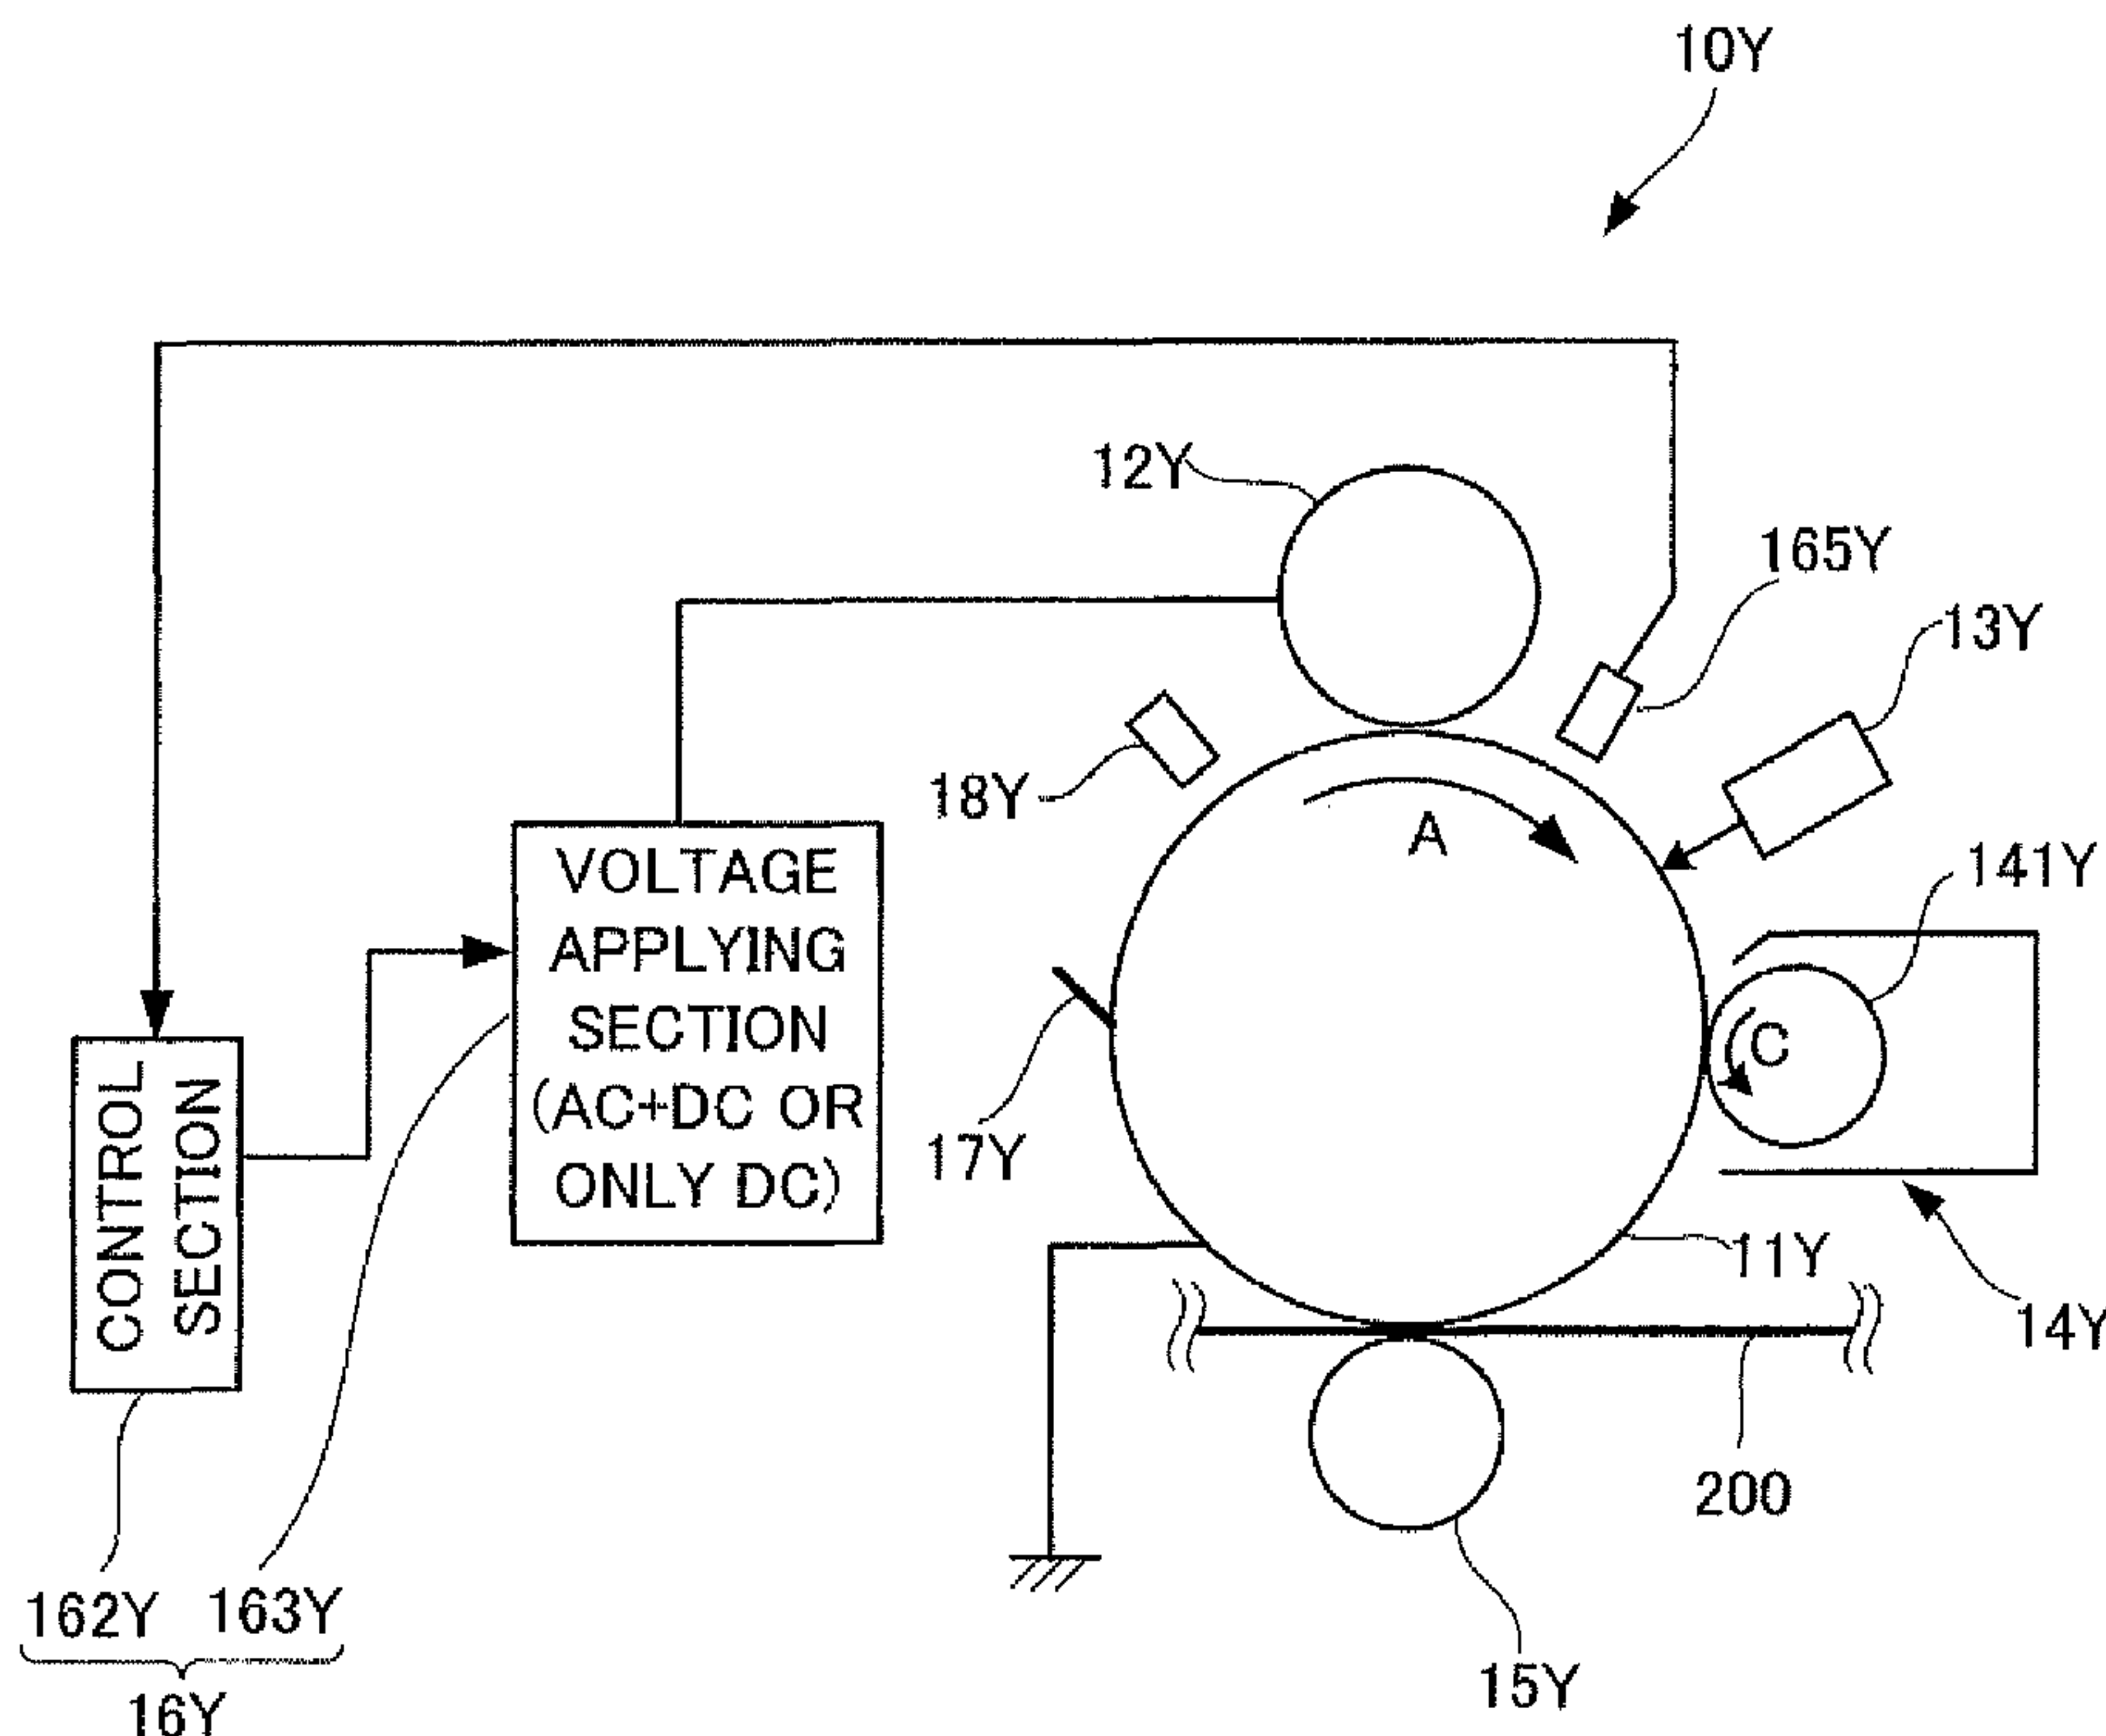 10Y
12Y
165Y
13Y
18Y
A
141Y
VOLTAGE
APPLYING
SECTION
(AC+DC OR
ONLY DC)
C
CONTROL
SECTION
17Y
11Y
14Y
200
162Y 163Y
16Y
15Y